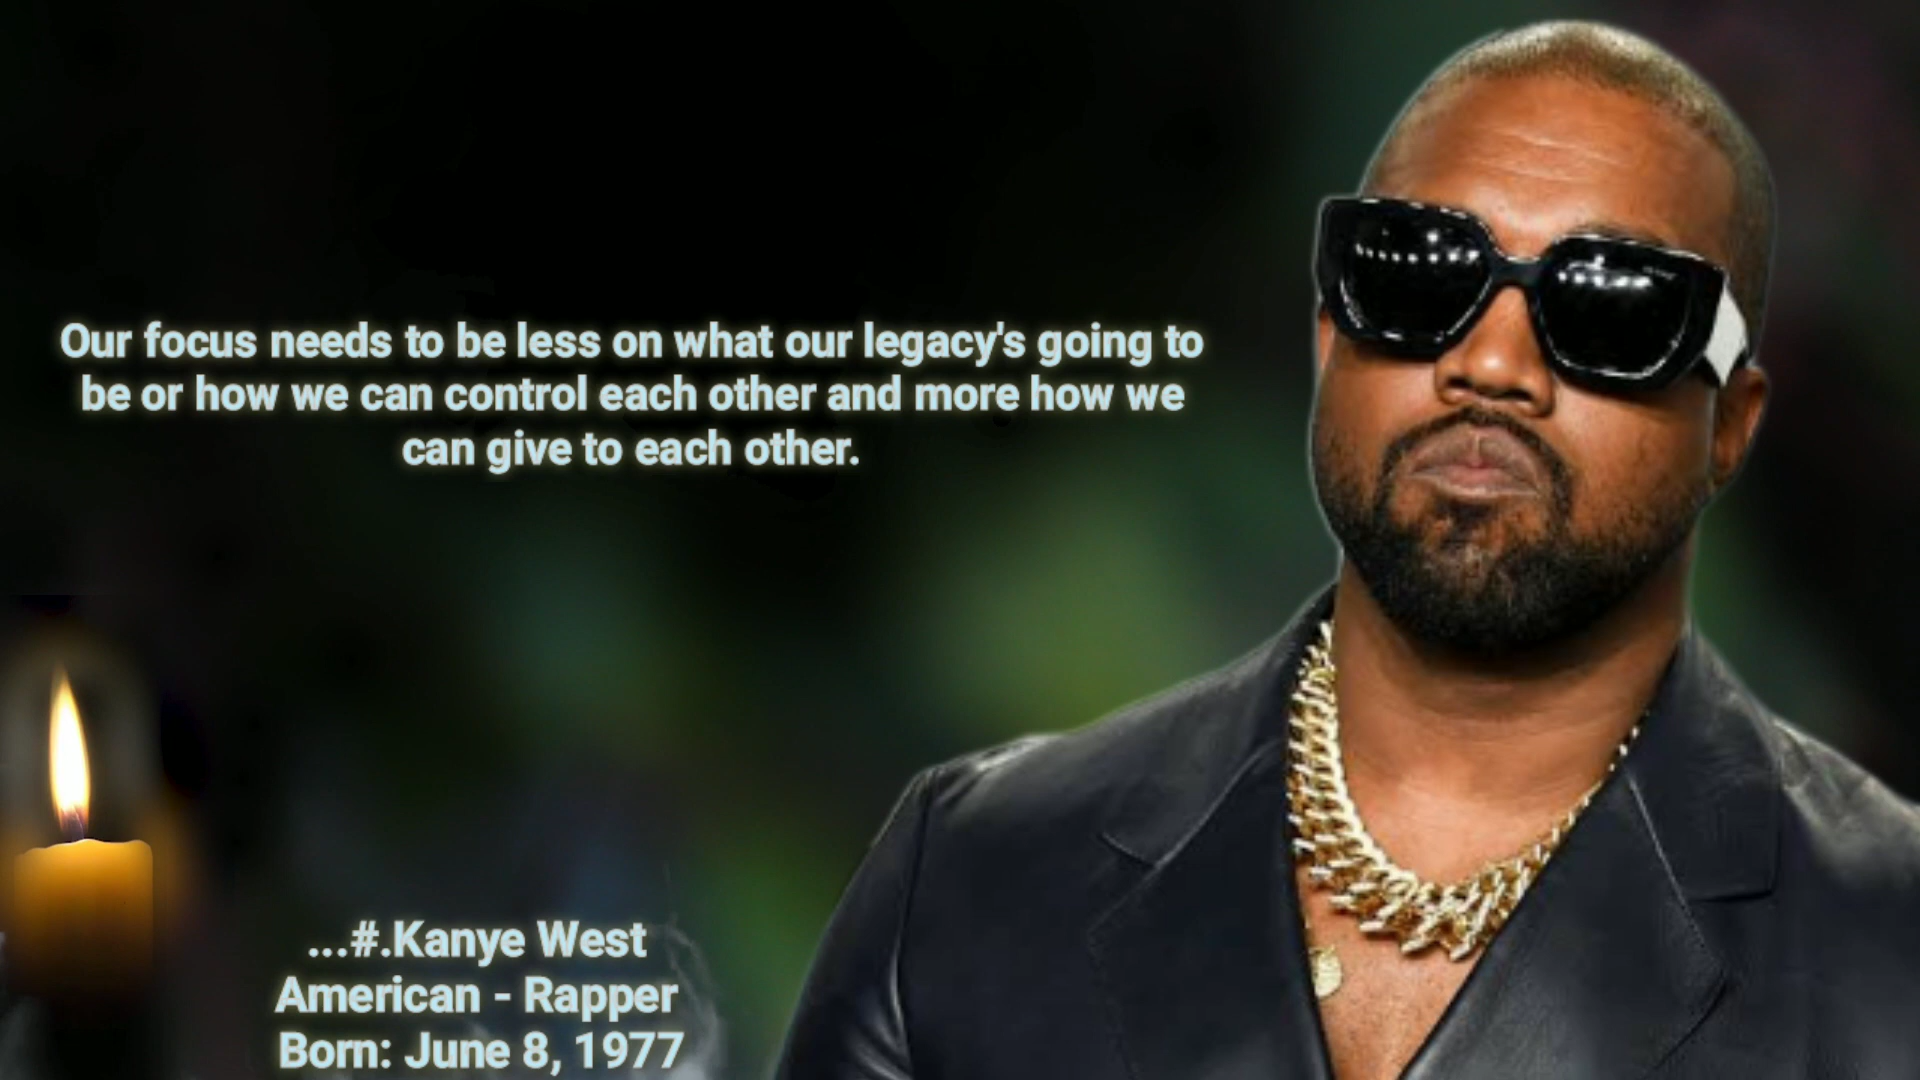 Our focus needs to be less on what our legacy's going to
be or how we can control each other and more how we
can give to each other.
...#.Kanye West
American - Rapper
Born: June 8, 1977